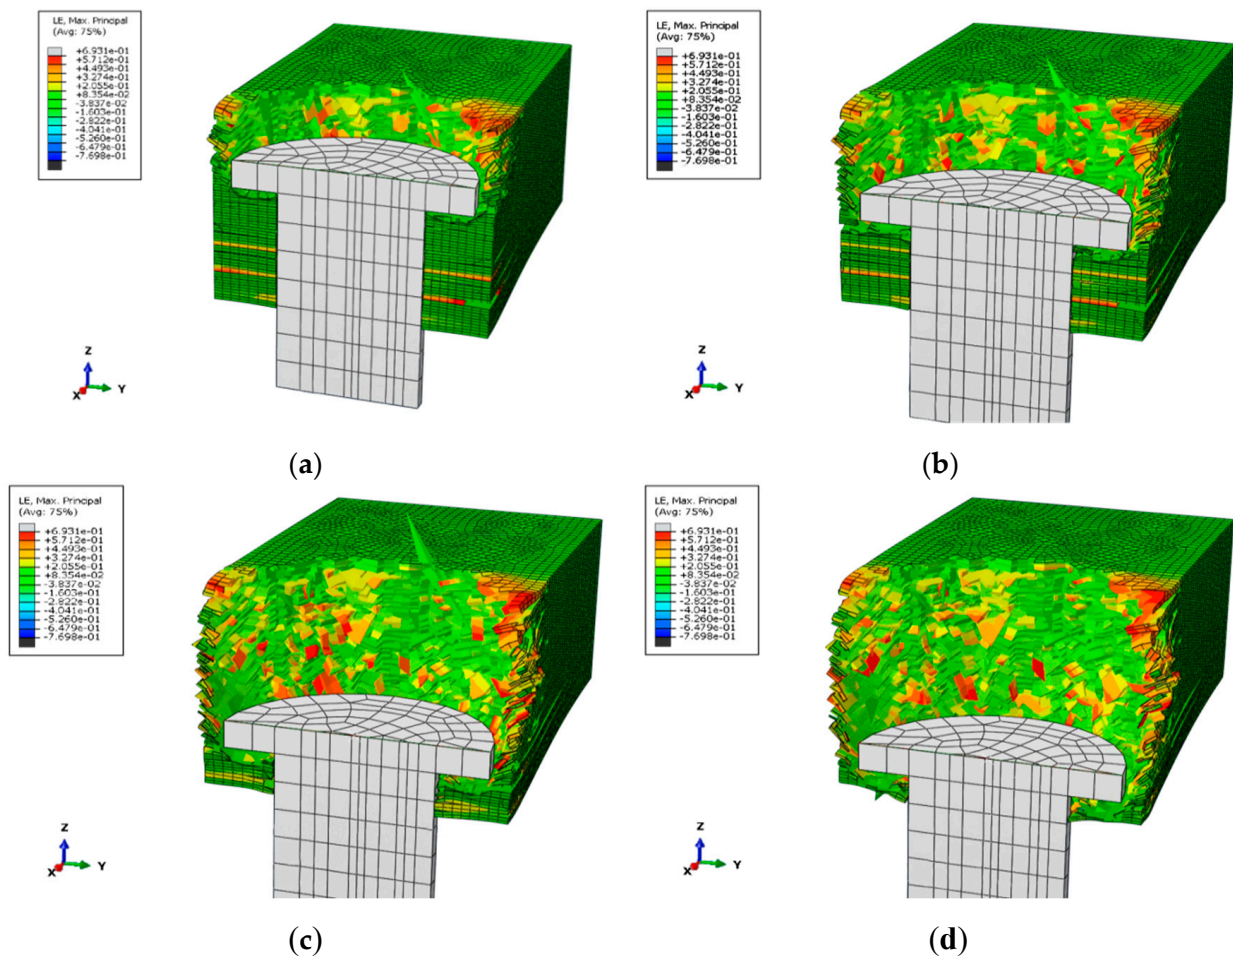 LE, Max. Principal
(Avg: 75%)
+6.931e-01
+5.712e-01
+4.493e-01
+3.274e-01
+2.055e-01
+8.354e-02
-3.837e-02
-1.603e-01
-2.822e-01
-4.041e-01
-5.260e-01
-6.479e-01
-7.698e-01
Z
Y
X
(a)
LE, Max. Principal
(Avg: 75%)
+6.931e-01
+5.712e-01
+4.493e-01
+3.274e-01
+2.055e-01
+8.354e-02
-3.837e-02
-1.603e-01
-2.822e-01
-4.041e-01
-5.260e-01
-6.479e-01
-7.698e-01
Z
Y
X
(b)
LE, Max. Principal
(Avg: 75%)
+6.931e-01
+5.712e-01
+4.493e-01
+3.274e-01
+2.055e-01
+8.354e-02
-3.837e-02
-1.603e-01
-2.822e-01
-4.041e-01
-5.260e-01
-6.479e-01
-7.698e-01
Z
Y
X
(c)
LE, Max. Principal
(Avg: 75%)
+6.931e-01
+5.712e-01
+4.493e-01
+3.274e-01
+2.055e-01
+8.354e-02
-3.837e-02
-1.603e-01
-2.822e-01
-4.041e-01
-5.260e-01
-6.479e-01
-7.698e-01
Z
Y
X
(d)